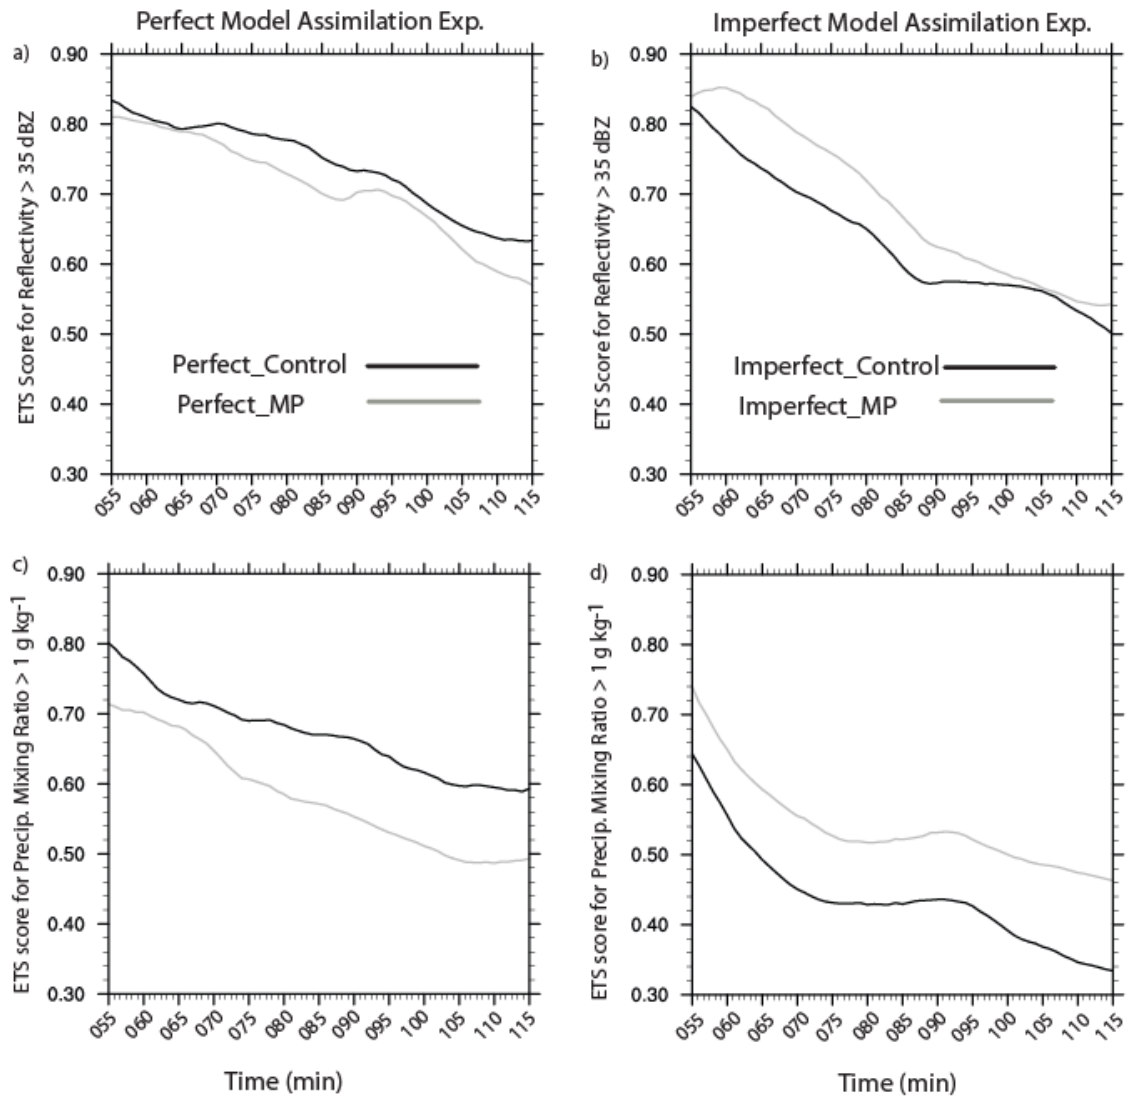 Perfect Model Assimilation Exp.
Imperfect Model Assimilation Exp.
a)
ETS Score for Reflectivity > 35 dBZ
0.90
0.80
0.70
0.60
0.50
0.40
0.30
Perfect_Control
Perfect_MP
055 060 065 070 075 080 085 090 095 100 105 110 115
b)
ETS Score for Reflectivity > 35 dBZ
0.90
0.80
0.70
0.60
0.50
0.40
0.30
Imperfect_Control
Imperfect_MP
055 060 065 070 075 080 085 090 095 100 105 110 115
c)
ETS score for Precip. Mixing Ratio > 1 g kg-1
0.90
0.80
0.70
0.60
0.50
0.40
0.30
055 060 065 070 075 080 085 090 095 100 105 110 115
Time (min)
d)
ETS score for Precip. Mixing Ratio > 1 g kg-1
0.90
0.80
0.70
0.60
0.50
0.40
0.30
055 060 065 070 075 080 085 090 095 100 105 110 115
Time (min)